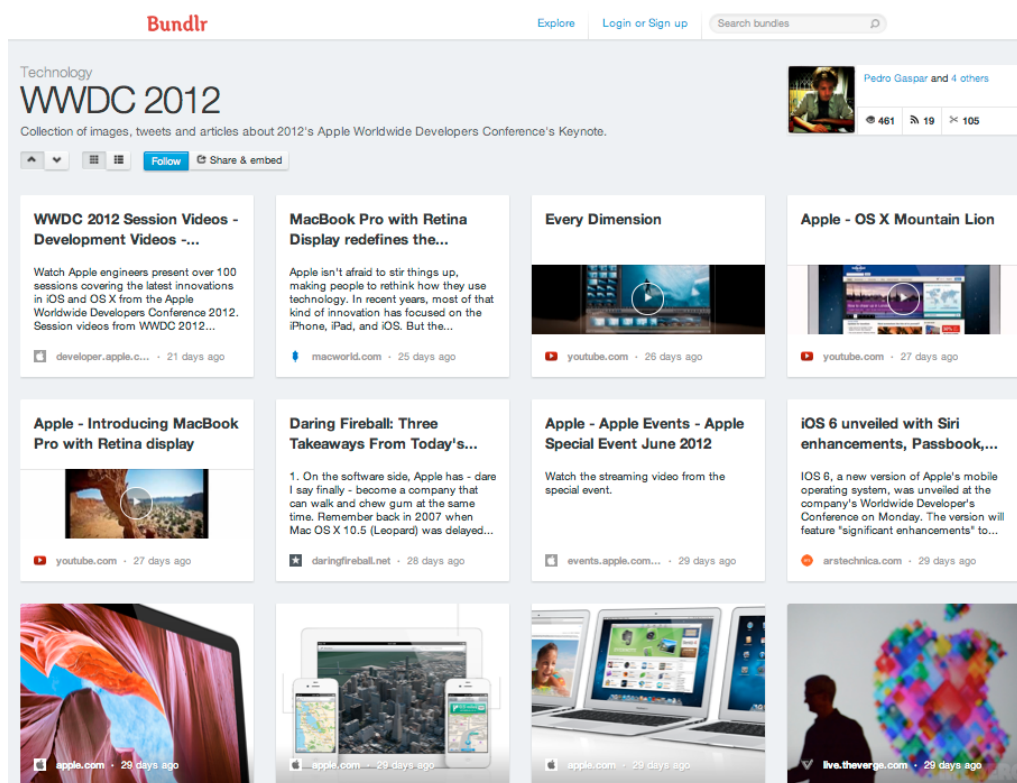 Bundlr
Explore
Login or Sign up
Search bundles
Technology
WWDC 2012
Collection of images, tweets and articles about 2012's Apple Worldwide Developers Conference's Keynote.
Pedro Gaspar and 4 others
461
19
105
Follow
Share & embed
WWDC 2012 Session Videos -
Development Videos -...
Watch Apple engineers present over 100
sessions covering the latest innovations
in iOS and OS X from the Apple
Worldwide Developers Conference 2012.
Session videos from WWDC 2012...
developer.apple.c... · 21 days ago
MacBook Pro with Retina
Display redefines the...
Apple isn't afraid to stir things up,
making people to rethink how they use
technology. In recent years, most of that
kind of innovation has focused on the
iPhone, iPad, and iOS. But the...
macworld.com · 25 days ago
Every Dimension
youtube.com · 26 days ago
Apple - OS X Mountain Lion
youtube.com · 27 days ago
Apple - Introducing MacBook
Pro with Retina display
youtube.com · 27 days ago
Daring Fireball: Three
Takeaways From Today's...
1. On the software side, Apple has - dare
I say finally - become a company that
can walk and chew gum at the same
time. Remember back in 2007 when
Mac OS X 10.5 (Leopard) was delayed...
daringfireball.net · 28 days ago
Apple - Apple Events - Apple
Special Event June 2012
Watch the streaming video from the
special event.
events.apple.com... · 29 days ago
iOS 6 unveiled with Siri
enhancements, Passbook,...
IOS 6, a new version of Apple's mobile
operating system, was unveiled at the
company's Worldwide Developer's
Conference on Monday. The version will
feature "significant enhancements" to...
arstechnica.com · 29 days ago
apple.com · 29 days ago
apple.com · 29 days ago
apple.com · 29 days ago
live.theverge.com · 29 days ago